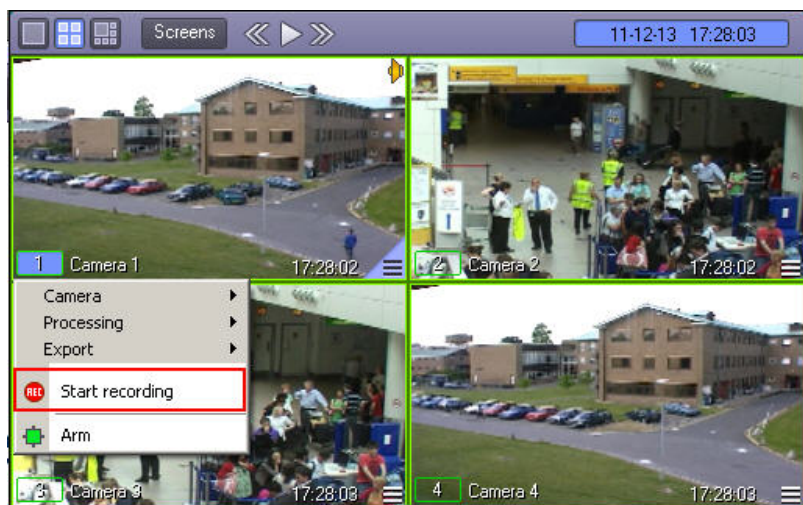 Screens
11-12-13 17:28:03
1 Camera 1 17:28:02
2 Camera 2 17:28:02
Camera
Processing
Export
REC Start recording
Arm
3 Camera 3 17:28:03
4 Camera 4 17:28:03